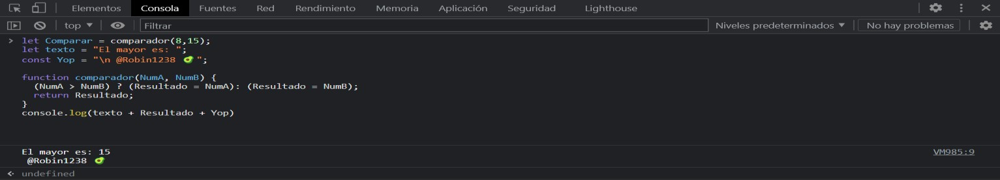 Elementos Consola Fuentes Red Rendimiento Memoria Aplicación Seguridad Lighthouse
top ▼ Filtrar Niveles predeterminados ▼ No hay problemas
> let Comparar = comparador(8,15);
let texto = "El mayor es: ";
const Yop = "\n @Robin1238 🥑";

function comparador(NumA, NumB) {
  (NumA > NumB) ? (Resultado = NumA): (Resultado = NumB);
  return Resultado;
}
console.log(texto + Resultado + Yop)
El mayor es: 15 VM985:9
 @Robin1238 🥑
undefined